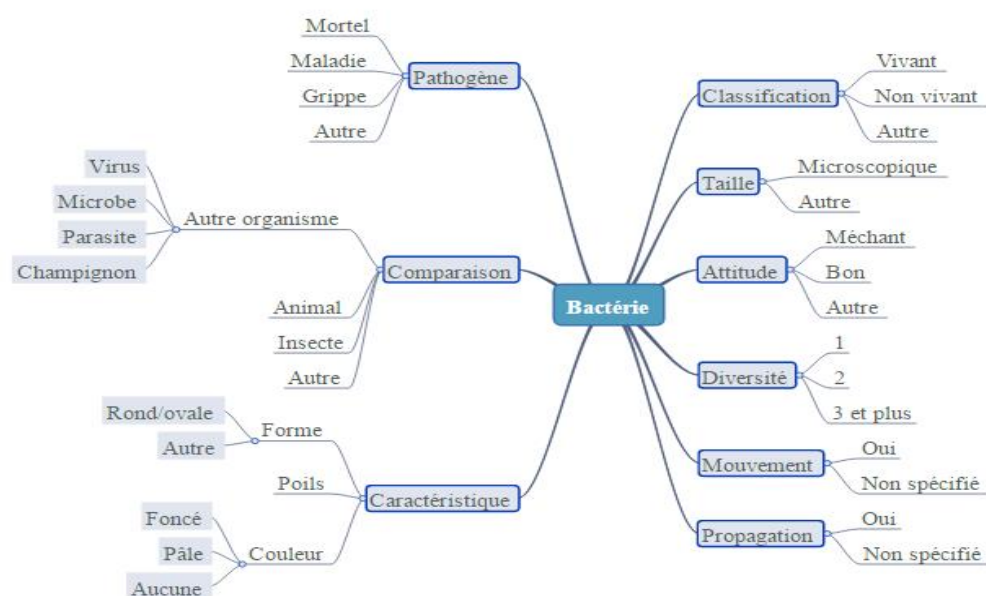 Bactérie
Pathogène
Mortel
Maladie
Grippe
Autre
Comparaison
Autre organisme
Virus
Microbe
Parasite
Champignon
Animal
Insecte
Autre
Caractéristique
Forme
Rond/ovale
Autre
Poils
Couleur
Foncé
Pâle
Aucune
Classification
Vivant
Non vivant
Autre
Taille
Microscopique
Autre
Attitude
Méchant
Bon
Autre
Diversité
1
2
3 et plus
Mouvement
Oui
Non spécifié
Propagation
Oui
Non spécifié